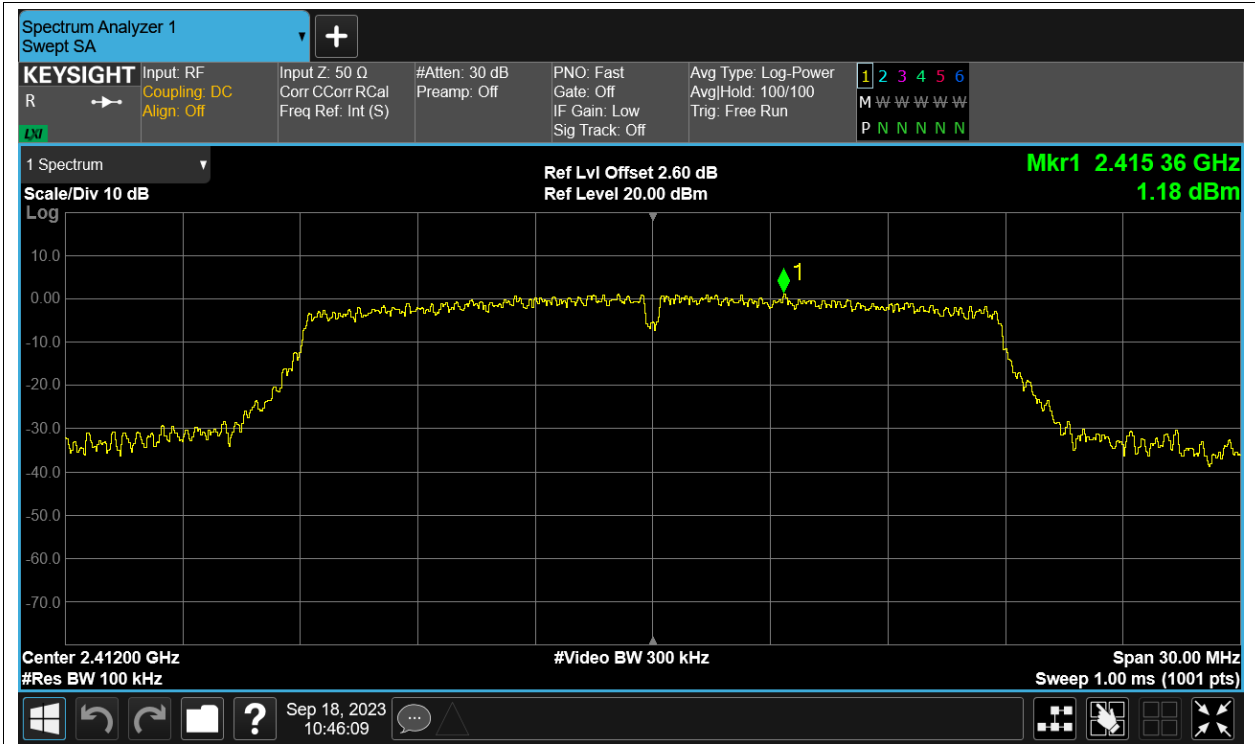 Spectrum Analyzer 1
Swept SA
+
KEYSIGHT
R
LXI
Input: RF
Coupling: DC
Align: Off
Input Z: 50 Ω
Corr CCorr RCal
Freq Ref: Int (S)
#Atten: 30 dB
Preamp: Off
PNO: Fast
Gate: Off
IF Gain: Low
Sig Track: Off
Avg Type: Log-Power
Avg|Hold: 100/100
Trig: Free Run
1 2 3 4 5 6
M W W W W W
P N N N N N
1 Spectrum
Scale/Div 10 dB
Log
Ref Lvl Offset 2.60 dB
Ref Level 20.00 dBm
Mkr1 2.415 36 GHz
1.18 dBm
10.0
0.00
-10.0
-20.0
-30.0
-40.0
-50.0
-60.0
-70.0
1
Center 2.41200 GHz
#Res BW 100 kHz
#Video BW 300 kHz
Span 30.00 MHz
Sweep 1.00 ms (1001 pts)
?
Sep 18, 2023
10:46:09